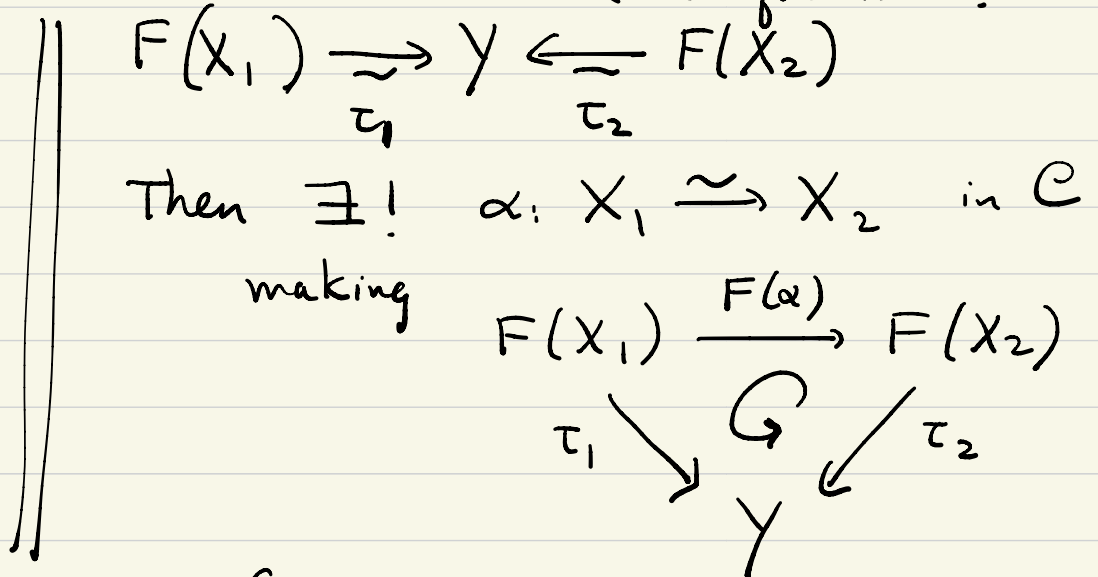 F(X₁) ⟶̃ Y ⟵̃ F(X₂)
τ₁ τ₂
Then ∃! α: X₁ ⟶̃ X₂ in C
making
F(α)
F(X₁) ⟶ F(X₂)
τ₁ τ₂
Y